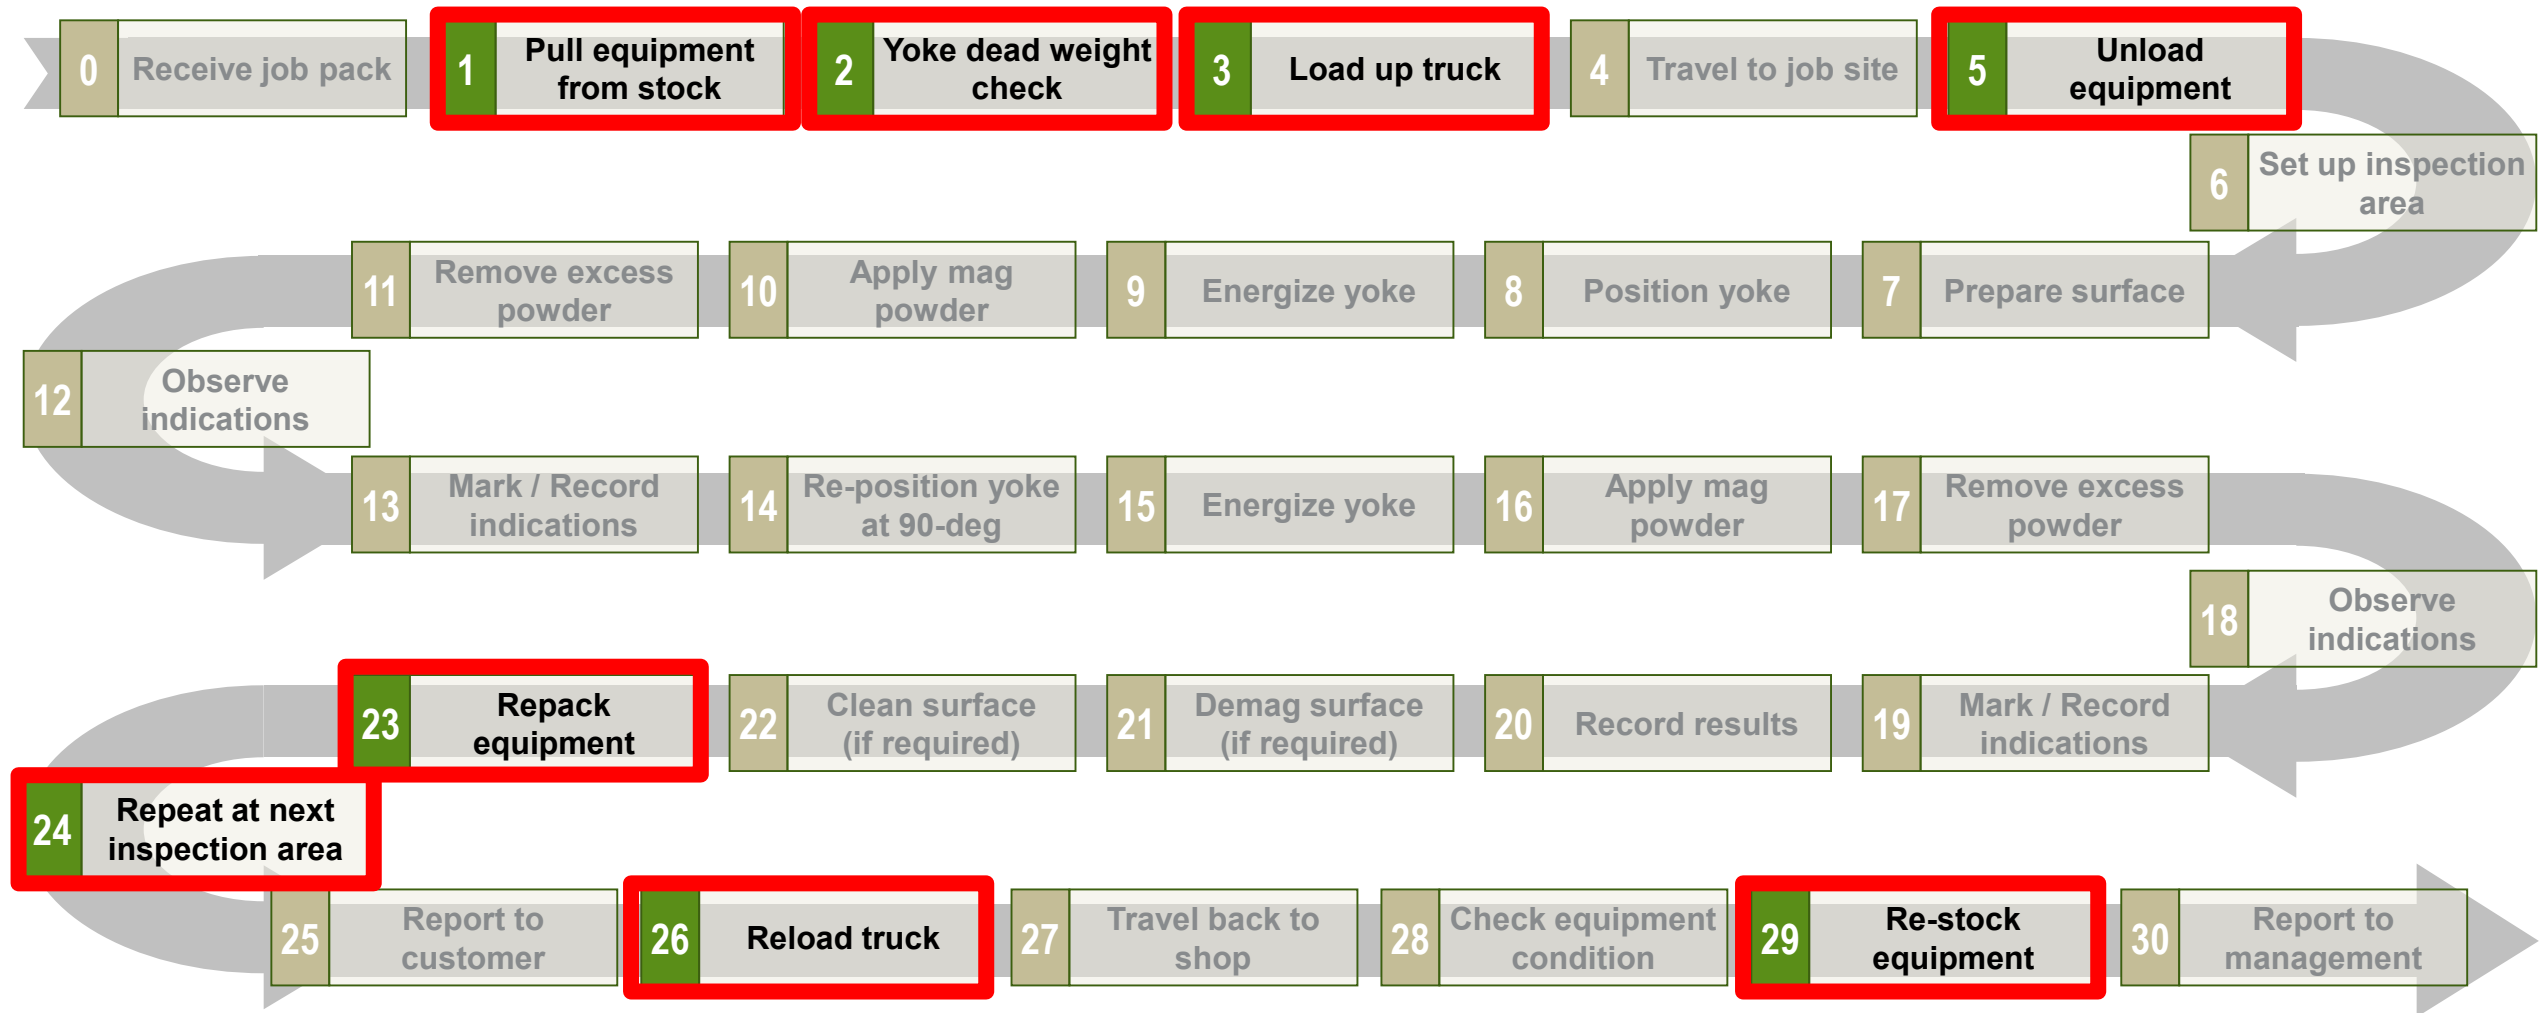 0
Receive job pack
1
Pull equipment
from stock
2
Yoke dead weight
check
3
Load up truck
4
Travel to job site
5
Unload
equipment
6
Set up inspection
area
7
Prepare surface
8
Position yoke
9
Energize yoke
10
Apply mag
powder
11
Remove excess
powder
12
Observe
indications
13
Mark / Record
indications
14
Re-position yoke
at 90-deg
15
Energize yoke
16
Apply mag
powder
17
Remove excess
powder
18
Observe
indications
19
Mark / Record
indications
20
Record results
21
Demag surface
(if required)
22
Clean surface
(if required)
23
Repack
equipment
24
Repeat at next
inspection area
25
Report to
customer
26
Reload truck
27
Travel back to
shop
28
Check equipment
condition
29
Re-stock
equipment
30
Report to
management